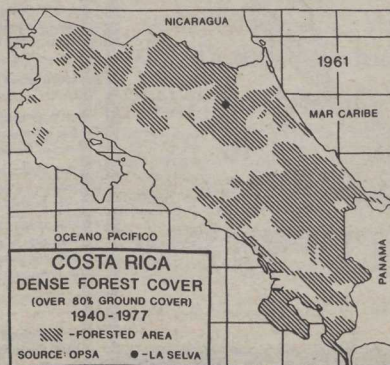 NICARAGUA
1961
MAR CARIBE
OCEANO PACIFICO
PANAMA
COSTA RICA
DENSE FOREST COVER
(OVER 80% GROUND COVER)
1940-1977
-FORESTED AREA
SOURCE: OPSA
-LA SELVA